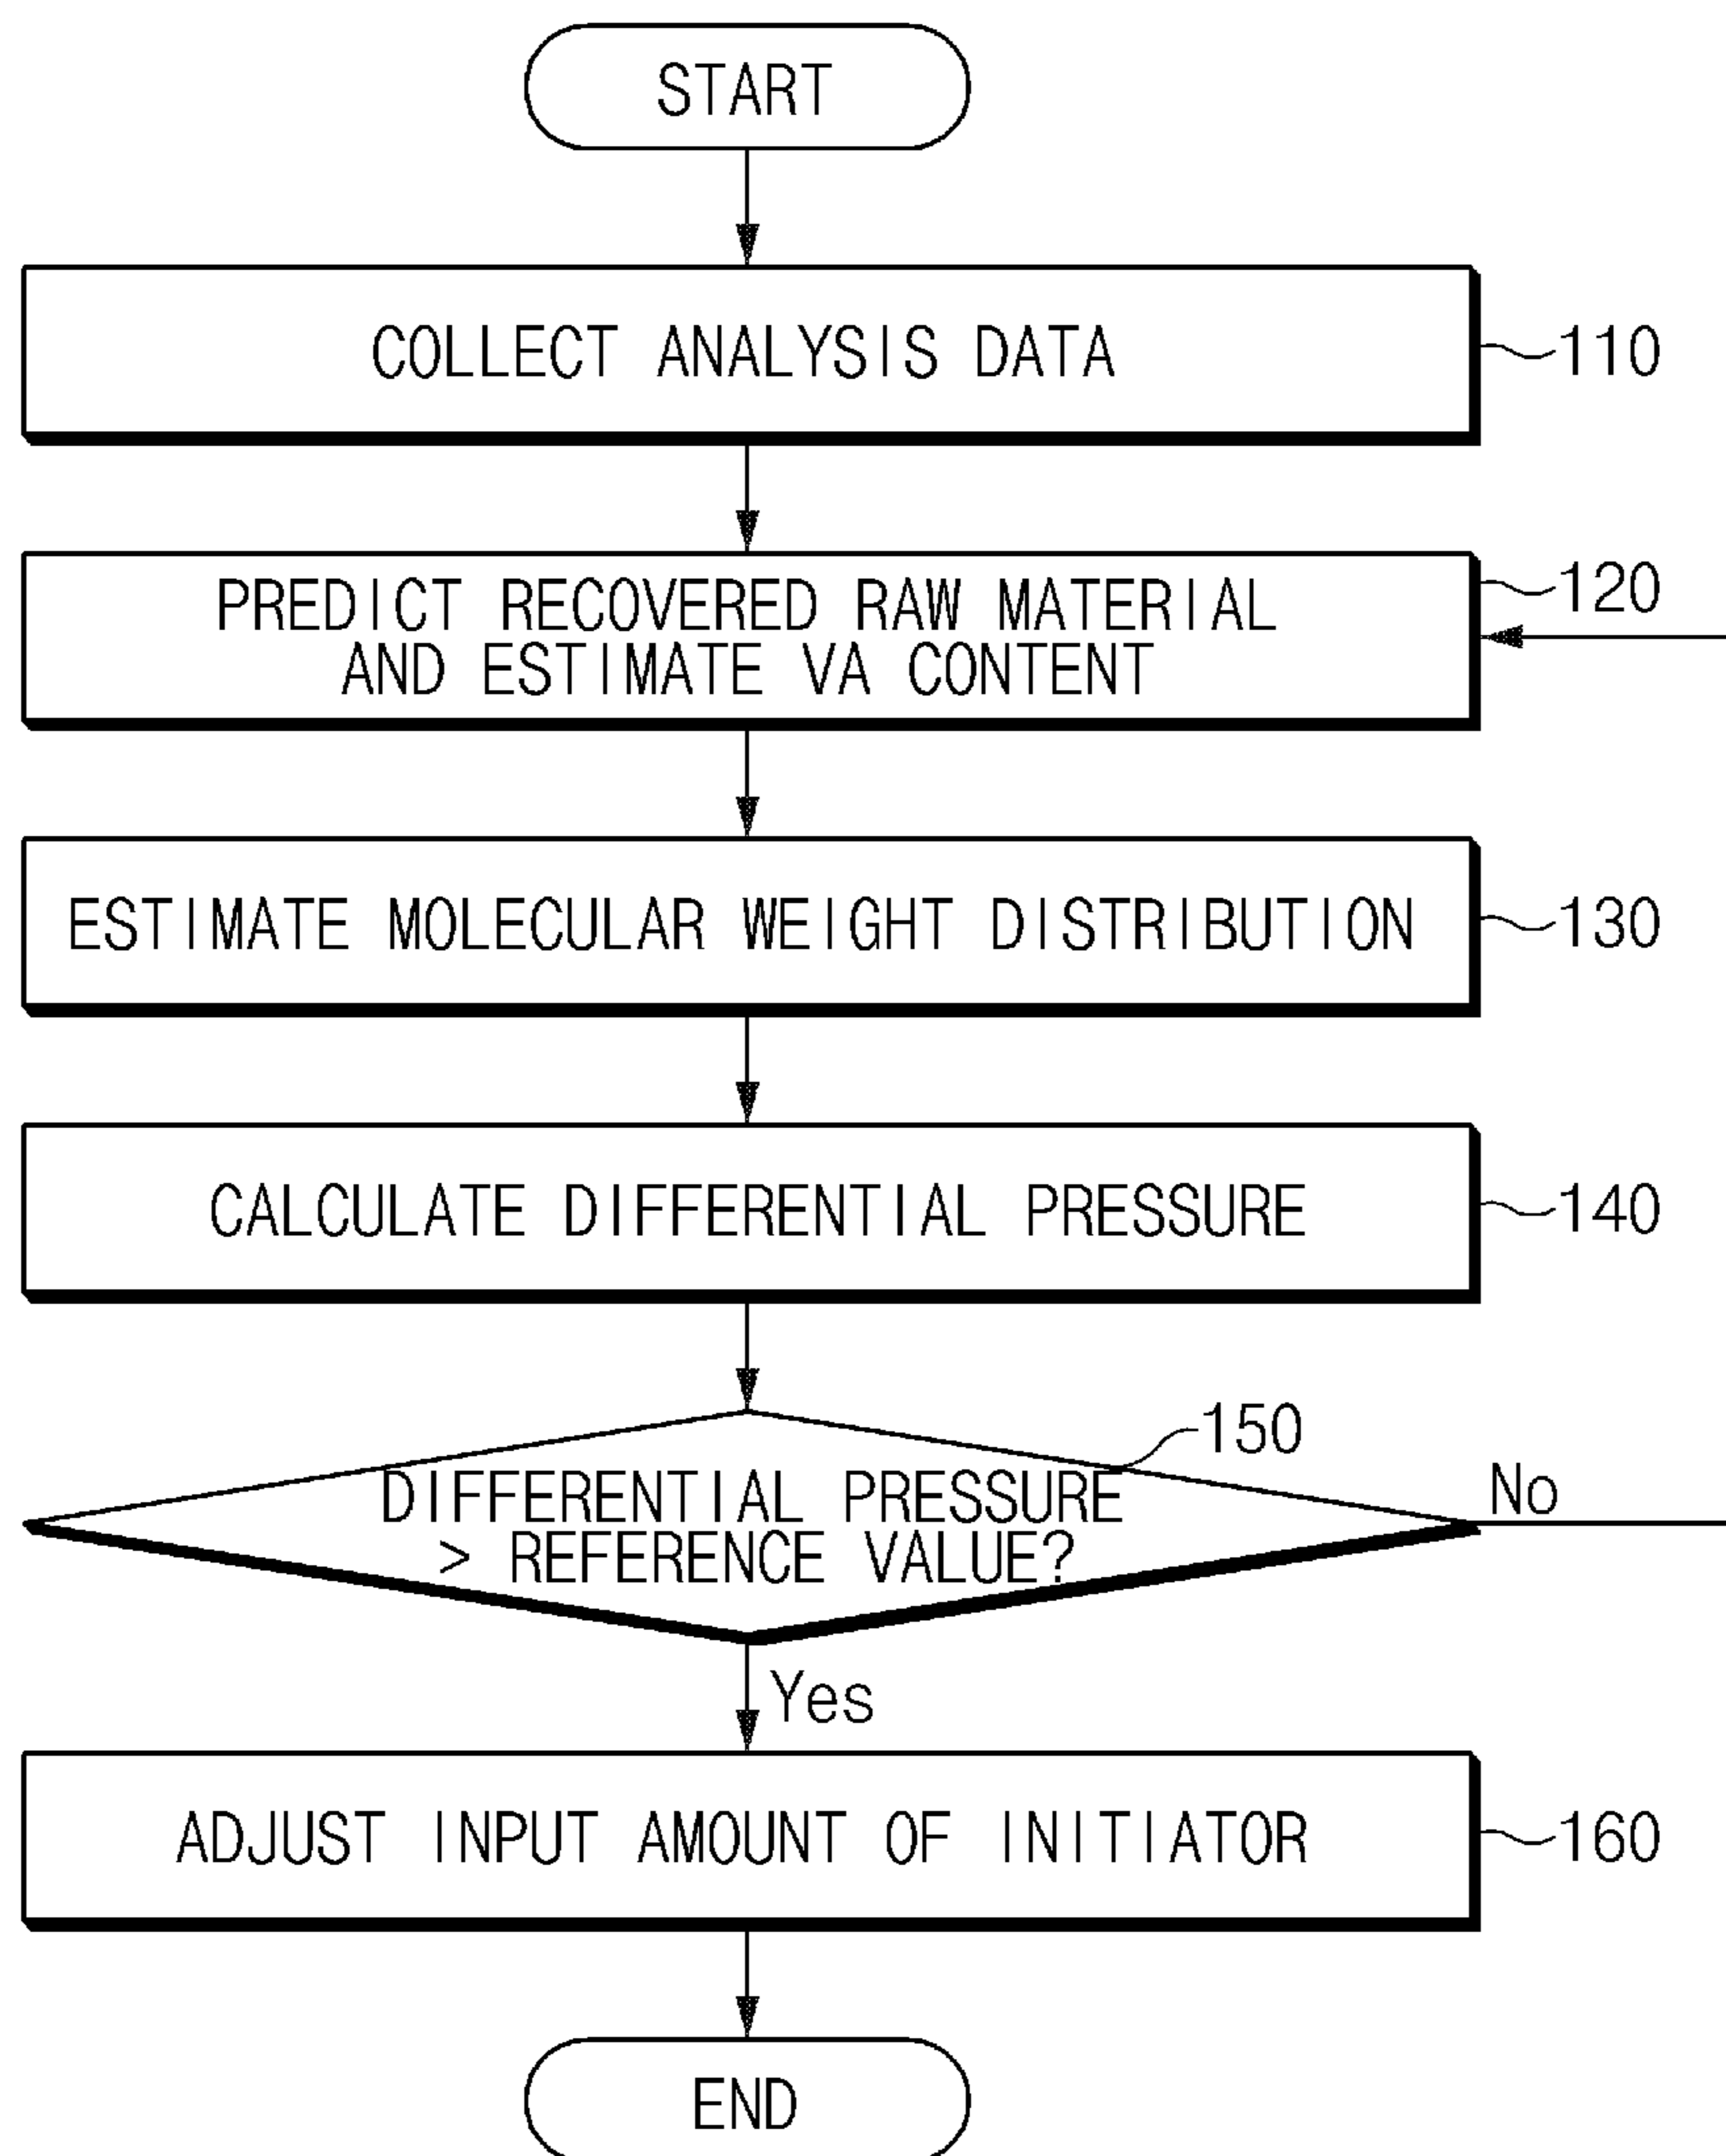 START
COLLECT ANALYSIS DATA
110
PREDICT RECOVERED RAW MATERIAL
AND ESTIMATE VA CONTENT
120
ESTIMATE MOLECULAR WEIGHT DISTRIBUTION
130
CALCULATE DIFFERENTIAL PRESSURE
140
150
DIFFERENTIAL PRESSURE
> REFERENCE VALUE?
No
Yes
ADJUST INPUT AMOUNT OF INITIATOR
160
END